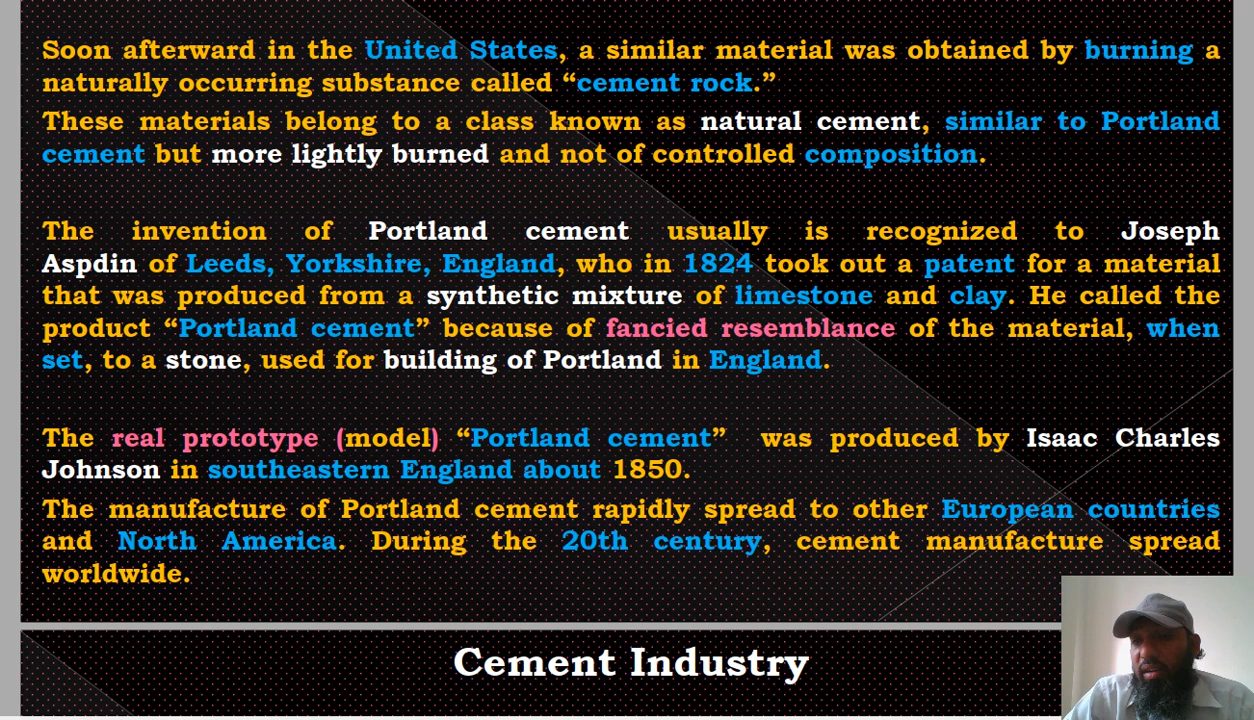 Soon afterward in the United States, a similar material was obtained by burning a
naturally occurring substance called “cement rock.”
These materials belong to a class known as natural cement, similar to Portland
cement but more lightly burned and not of controlled composition.
The invention of Portland cement usually is recognized to Joseph
Aspdin of Leeds, Yorkshire, England, who in 1824 took out a patent for a material
that was produced from a synthetic mixture of limestone and clay. He called the
product “Portland cement” because of fancied resemblance of the material, when
set, to a stone, used for building of Portland in England.
The real prototype (model) “Portland cement” was produced by Isaac Charles
Johnson in southeastern England about 1850.
The manufacture of Portland cement rapidly spread to other European countries
and North America. During the 20th century, cement manufacture spread
worldwide.
Cement Industry